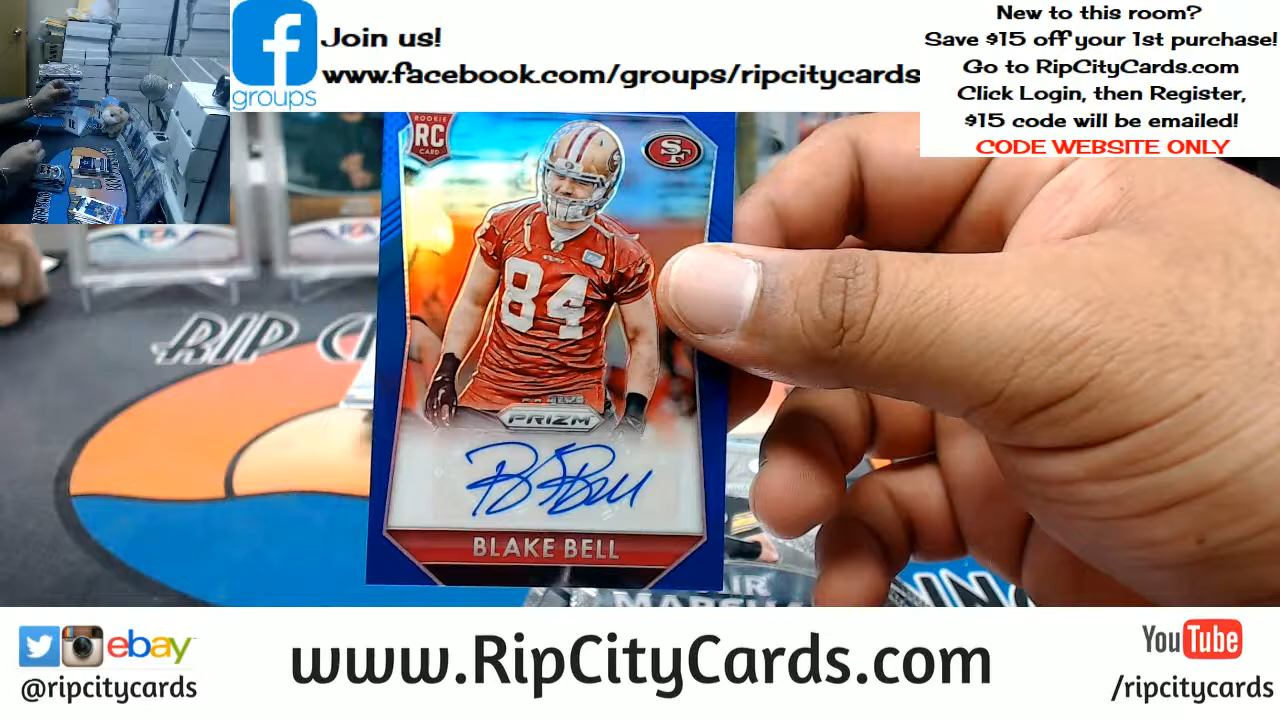 Join us!
www.facebook.com/groups/ripcitycards
groups
New to this room?
Save $15 off your 1st purchase!
Go to RipCityCards.com
Click Login, then Register,
$15 code will be emailed!
CODE WEBSITE ONLY
ROOKIE
RC
CARD
SF
84
PRIZM
BLAKE BELL
RIP
ebay
@ripcitycards
www.RipCityCards.com
YouTube
/ripcitycards